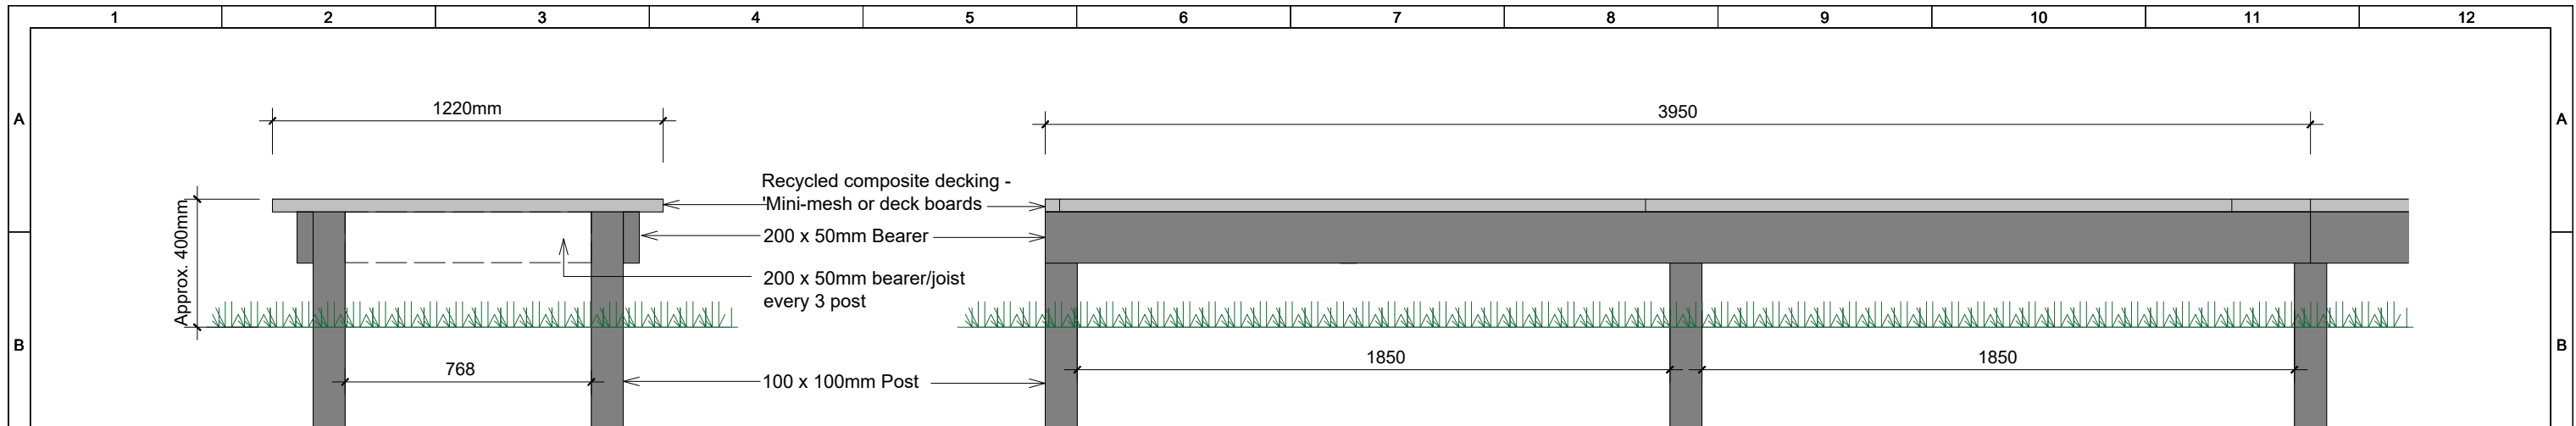 1 2 3 4 5 6 7 8 9 10 11 12
A A
1220mm 3950
Recycled composite decking -
'Mini-mesh or deck boards
200 x 50mm Bearer
Approx. 400mm
200 x 50mm bearer/joist
every 3 post
B B
768 1850 1850
100 x 100mm Post